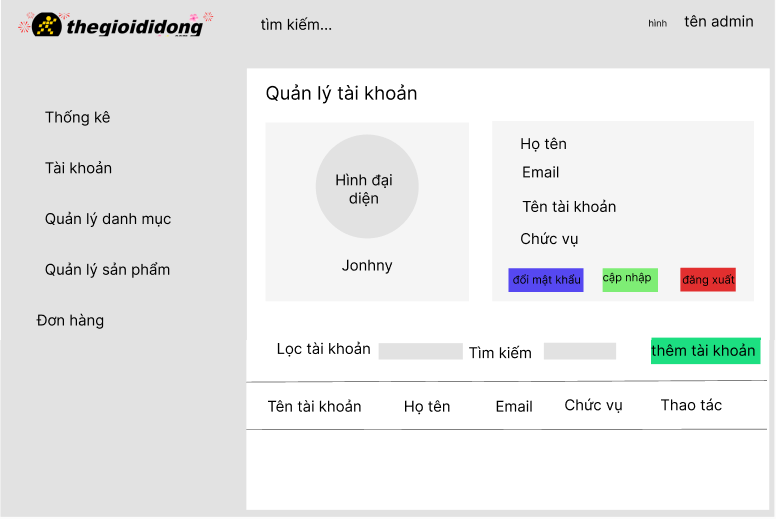 thegioididong
tìm kiếm...
hình
tên admin
Thống kê
Tài khoản
Quản lý danh mục
Quản lý sản phẩm
Đơn hàng
Quản lý tài khoản
Hình đại
diện
Jonhny
Họ tên
Email
Tên tài khoản
Chức vụ
đổi mật khẩu
cập nhập
đăng xuất
Lọc tài khoản
Tìm kiếm
thêm tài khoản
Tên tài khoản
Họ tên
Email
Chức vụ
Thao tác